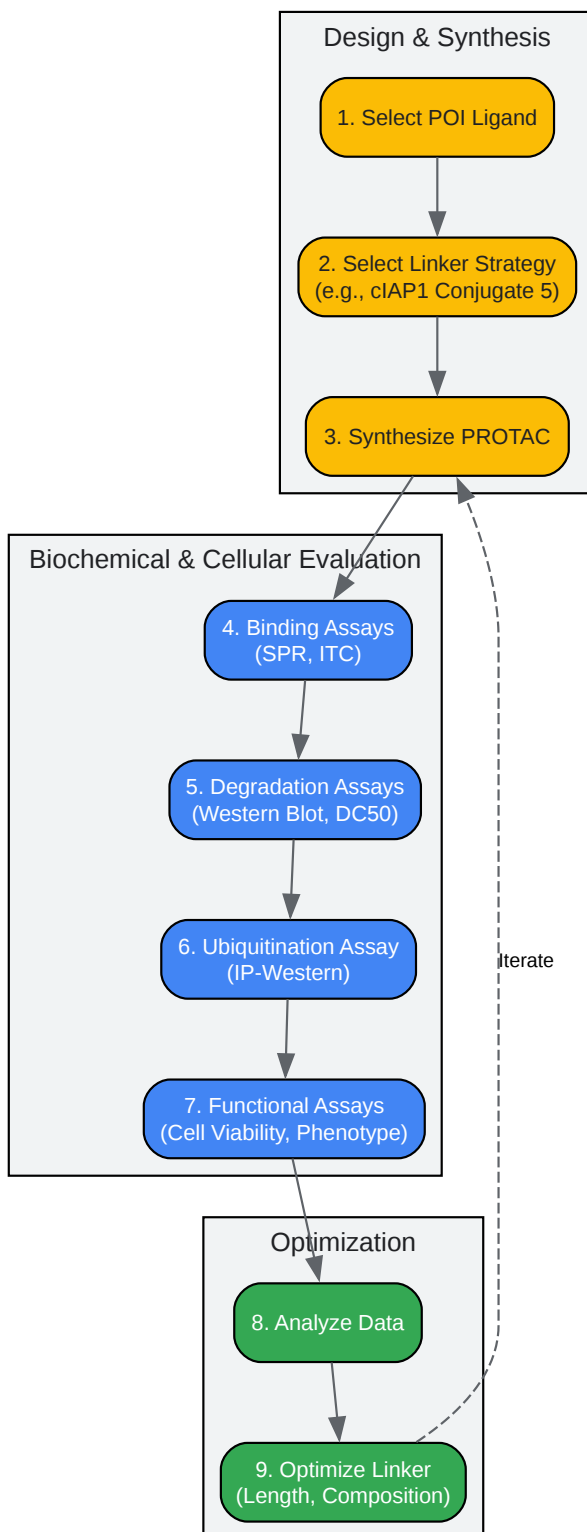 Design & Synthesis
1. Select POI Ligand
2. Select Linker Strategy
(e.g., cIAP1 Conjugate 5)
3. Synthesize PROTAC
Biochemical & Cellular Evaluation
4. Binding Assays
(SPR, ITC)
5. Degradation Assays
(Western Blot, DC50)
6. Ubiquitination Assay
(IP-Western)
Iterate
7. Functional Assays
(Cell Viability, Phenotype)
Optimization
8. Analyze Data
9. Optimize Linker
(Length, Composition)